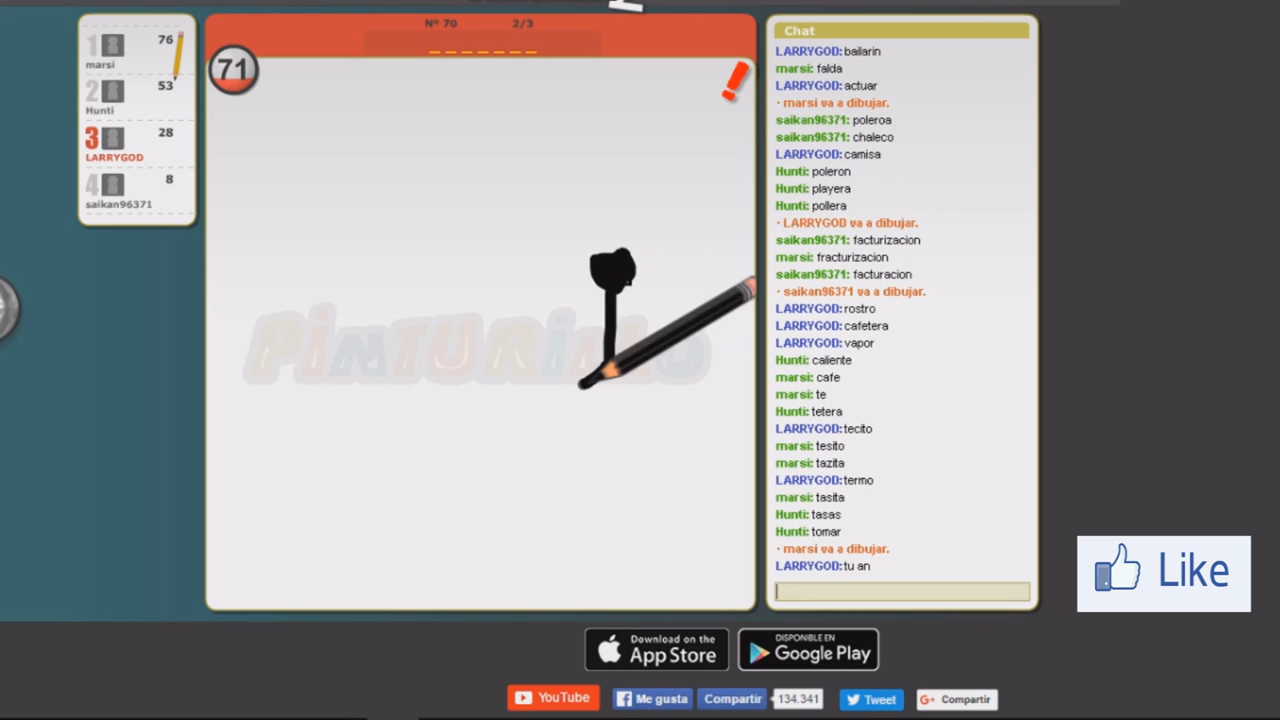 1 76
marsi
2 53
Hunti
3 28
LARRYGOD
4 8
saikan96371
Nº 70 2/3
_ _ _ _ _ _ _
71
PINTURILLO
Chat
LARRYGOD: bailarin
marsi: falda
LARRYGOD: actuar
· marsi va a dibujar.
saikan96371: poleroa
saikan96371: chaleco
LARRYGOD: camisa
Hunti: poleron
Hunti: playera
Hunti: pollera
· LARRYGOD va a dibujar.
saikan96371: facturizacion
marsi: fracturizacion
saikan96371: facturacion
· saikan96371 va a dibujar.
LARRYGOD: rostro
LARRYGOD: cafetera
LARRYGOD: vapor
Hunti: caliente
marsi: cafe
marsi: te
Hunti: tetera
LARRYGOD: tecito
marsi: tesito
marsi: tazita
LARRYGOD: termo
marsi: tasita
Hunti: tasas
Hunti: tomar
· marsi va a dibujar.
LARRYGOD: tu an
Like
Download on the
App Store
DISPONIBLE EN
Google Play
YouTube
Me gusta
Compartir
134.341
Tweet
G+ Compartir